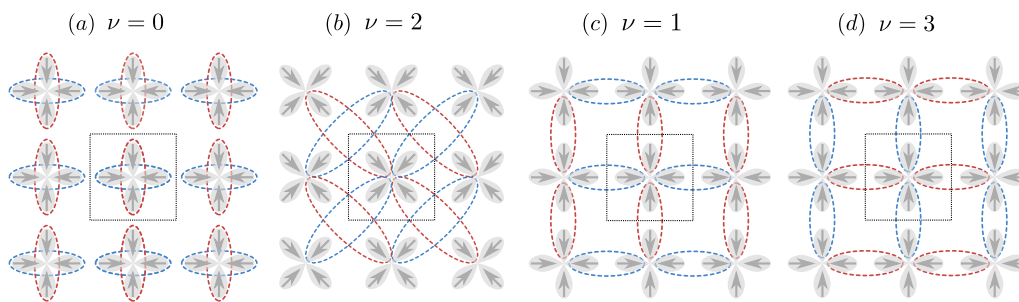 (a) ν = 0
(b) ν = 2
(c) ν = 1
(d) ν = 3